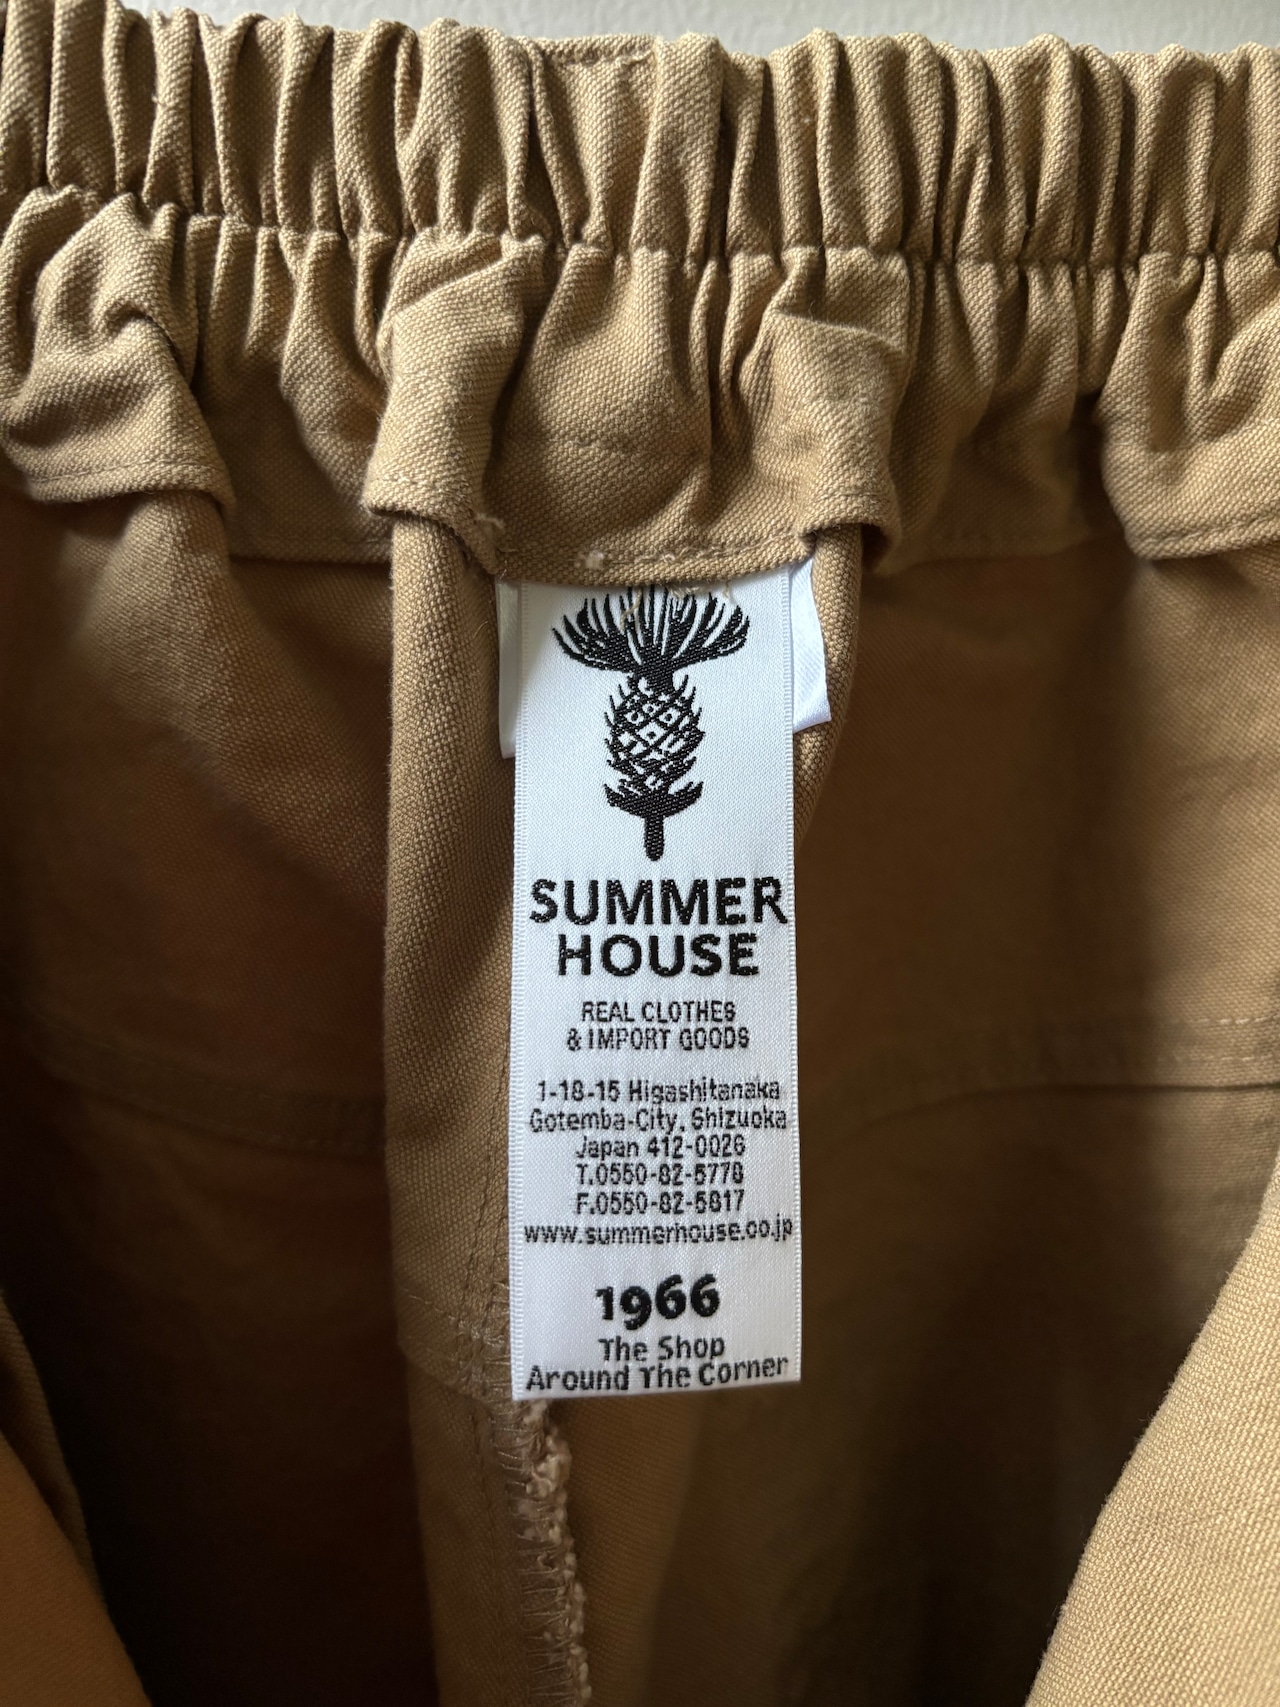 SUMMER
HOUSE
REAL CLOTHES
& IMPORT GOODS
1-18-15 Higashitanaka
Gotemba-City, Shizuoka
Japan 412-0026
T.0550-82-5778
F.0550-82-5817
www.summerhouse.co.jp
1966
The Shop
Around The Corner